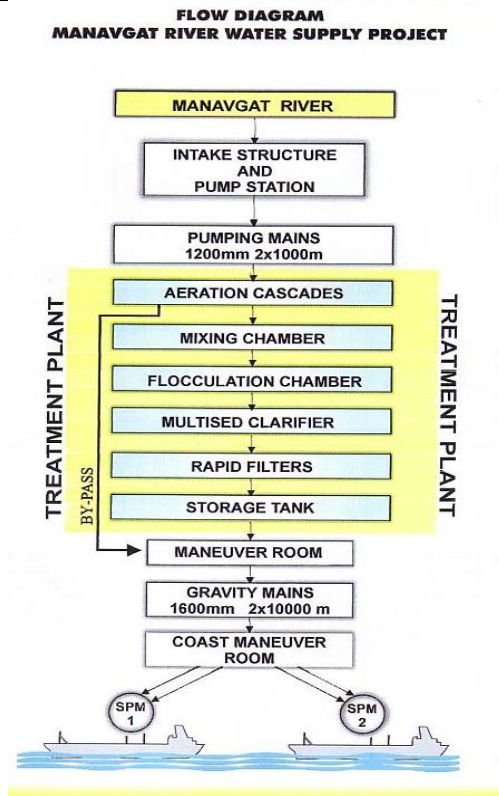 FLOW DIAGRAM
MANAVGAT RIVER WATER SUPPLY PROJECT
MANAVGAT RIVER
INTAKE STRUCTURE
AND
PUMP STATION
PUMPING MAINS
1200mm 2x1000m
TREATMENT PLANT
BY-PASS
AERATION CASCADES
MIXING CHAMBER
FLOCCULATION CHAMBER
MULTISED CLARIFIER
RAPID FILTERS
STORAGE TANK
TREATMENT PLANT
MANEUVER ROOM
GRAVITY MAINS
1600mm 2x10000 m
COAST MANEUVER
ROOM
SPM
1
SPM
2